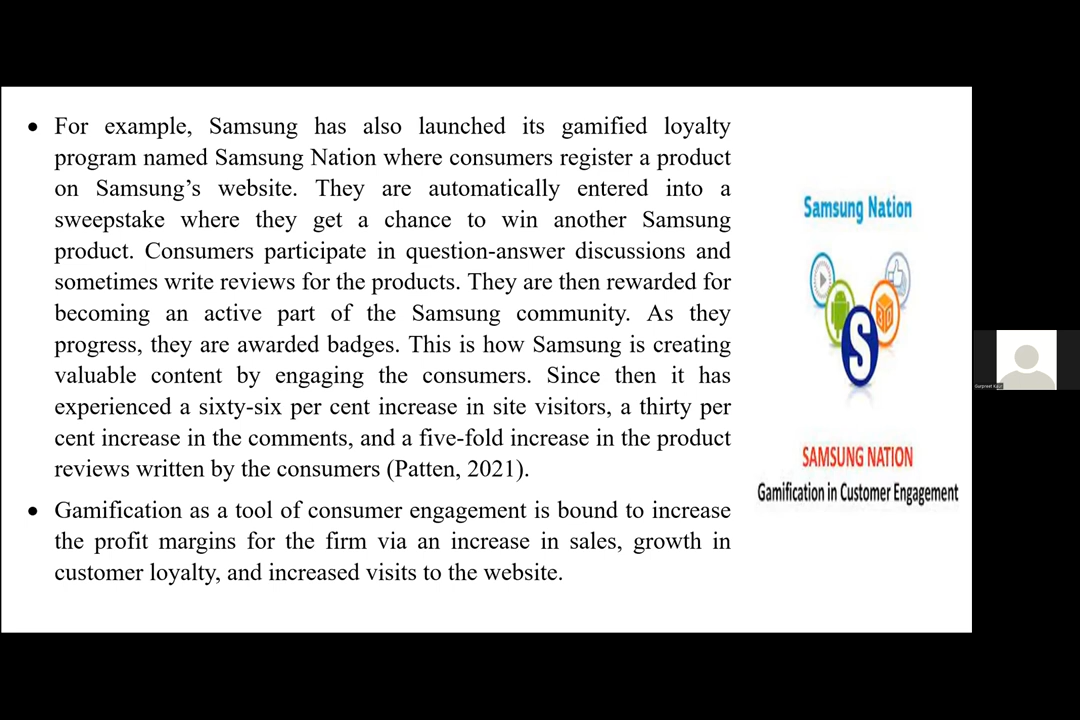 For example, Samsung has also launched its gamified loyalty
program named Samsung Nation where consumers register a product
on Samsung’s website. They are automatically entered into a
sweepstake where they get a chance to win another Samsung
product. Consumers participate in question-answer discussions and
sometimes write reviews for the products. They are then rewarded for
becoming an active part of the Samsung community. As they
progress, they are awarded badges. This is how Samsung is creating
valuable content by engaging the consumers. Since then it has
experienced a sixty-six per cent increase in site visitors, a thirty per
cent increase in the comments, and a five-fold increase in the product
reviews written by the consumers (Patten, 2021).
Gamification as a tool of consumer engagement is bound to increase
the profit margins for the firm via an increase in sales, growth in
customer loyalty, and increased visits to the website.
Samsung Nation
S
SAMSUNG NATION
Gamification in Customer Engagement
Gurpreet Kaur